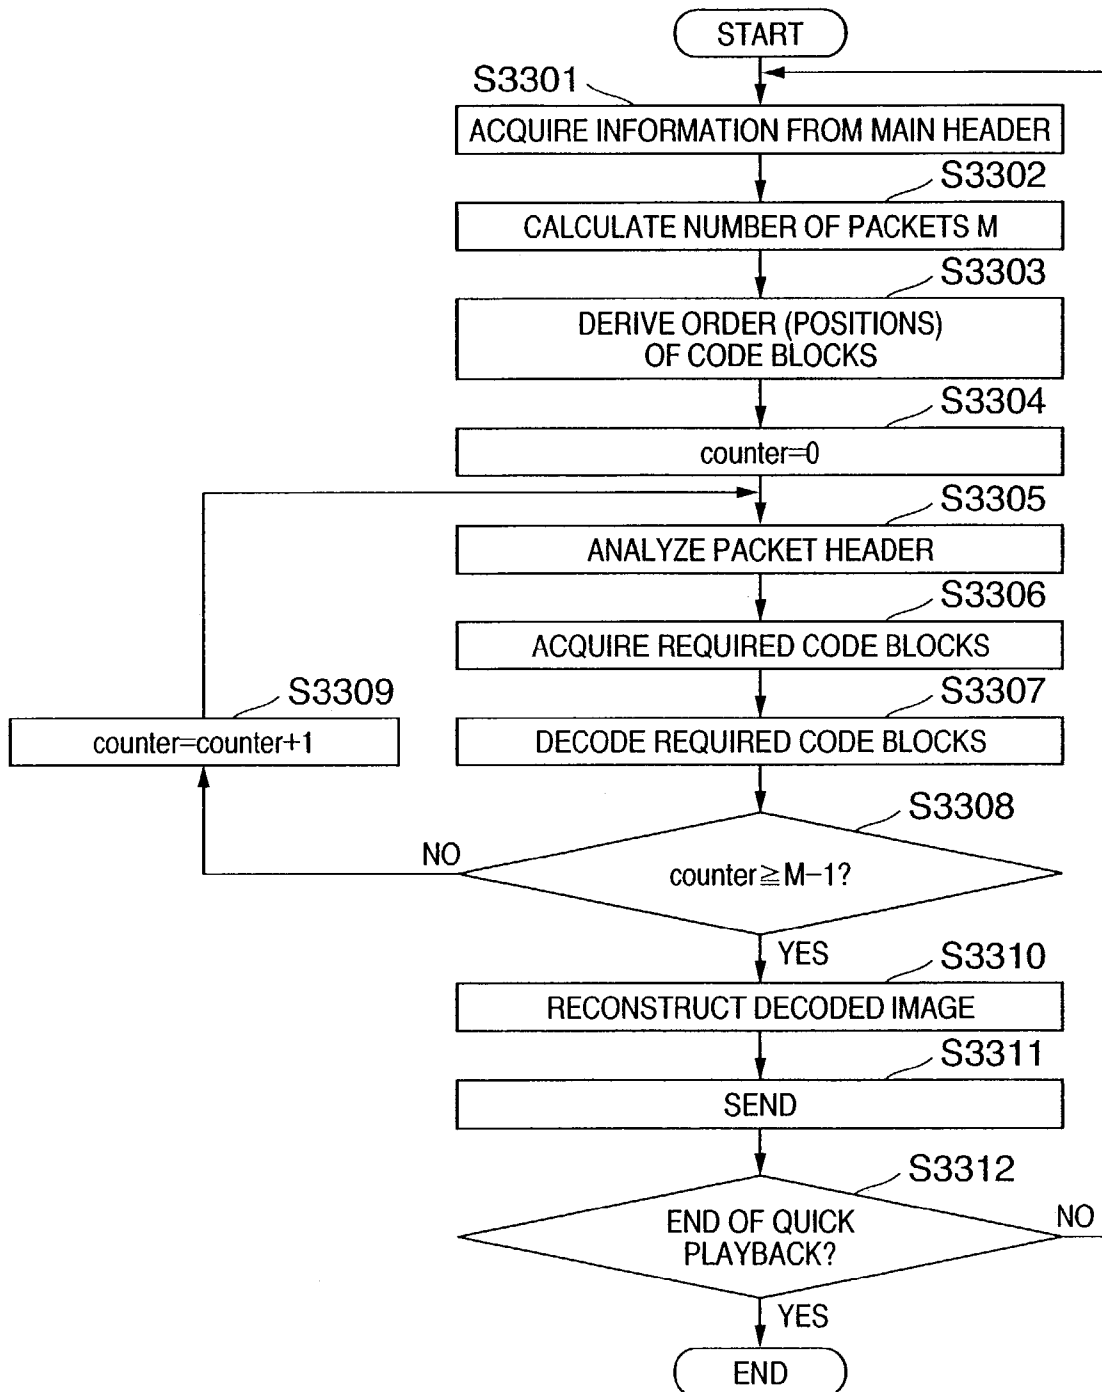 START
S3301
ACQUIRE INFORMATION FROM MAIN HEADER
S3302
CALCULATE NUMBER OF PACKETS M
S3303
DERIVE ORDER (POSITIONS)
OF CODE BLOCKS
S3304
counter=0
S3305
ANALYZE PACKET HEADER
S3306
ACQUIRE REQUIRED CODE BLOCKS
S3309
counter=counter+1
S3307
DECODE REQUIRED CODE BLOCKS
S3308
NO
counter≧M−1?
YES
S3310
RECONSTRUCT DECODED IMAGE
S3311
SEND
S3312
END OF QUICK
PLAYBACK?
NO
YES
END